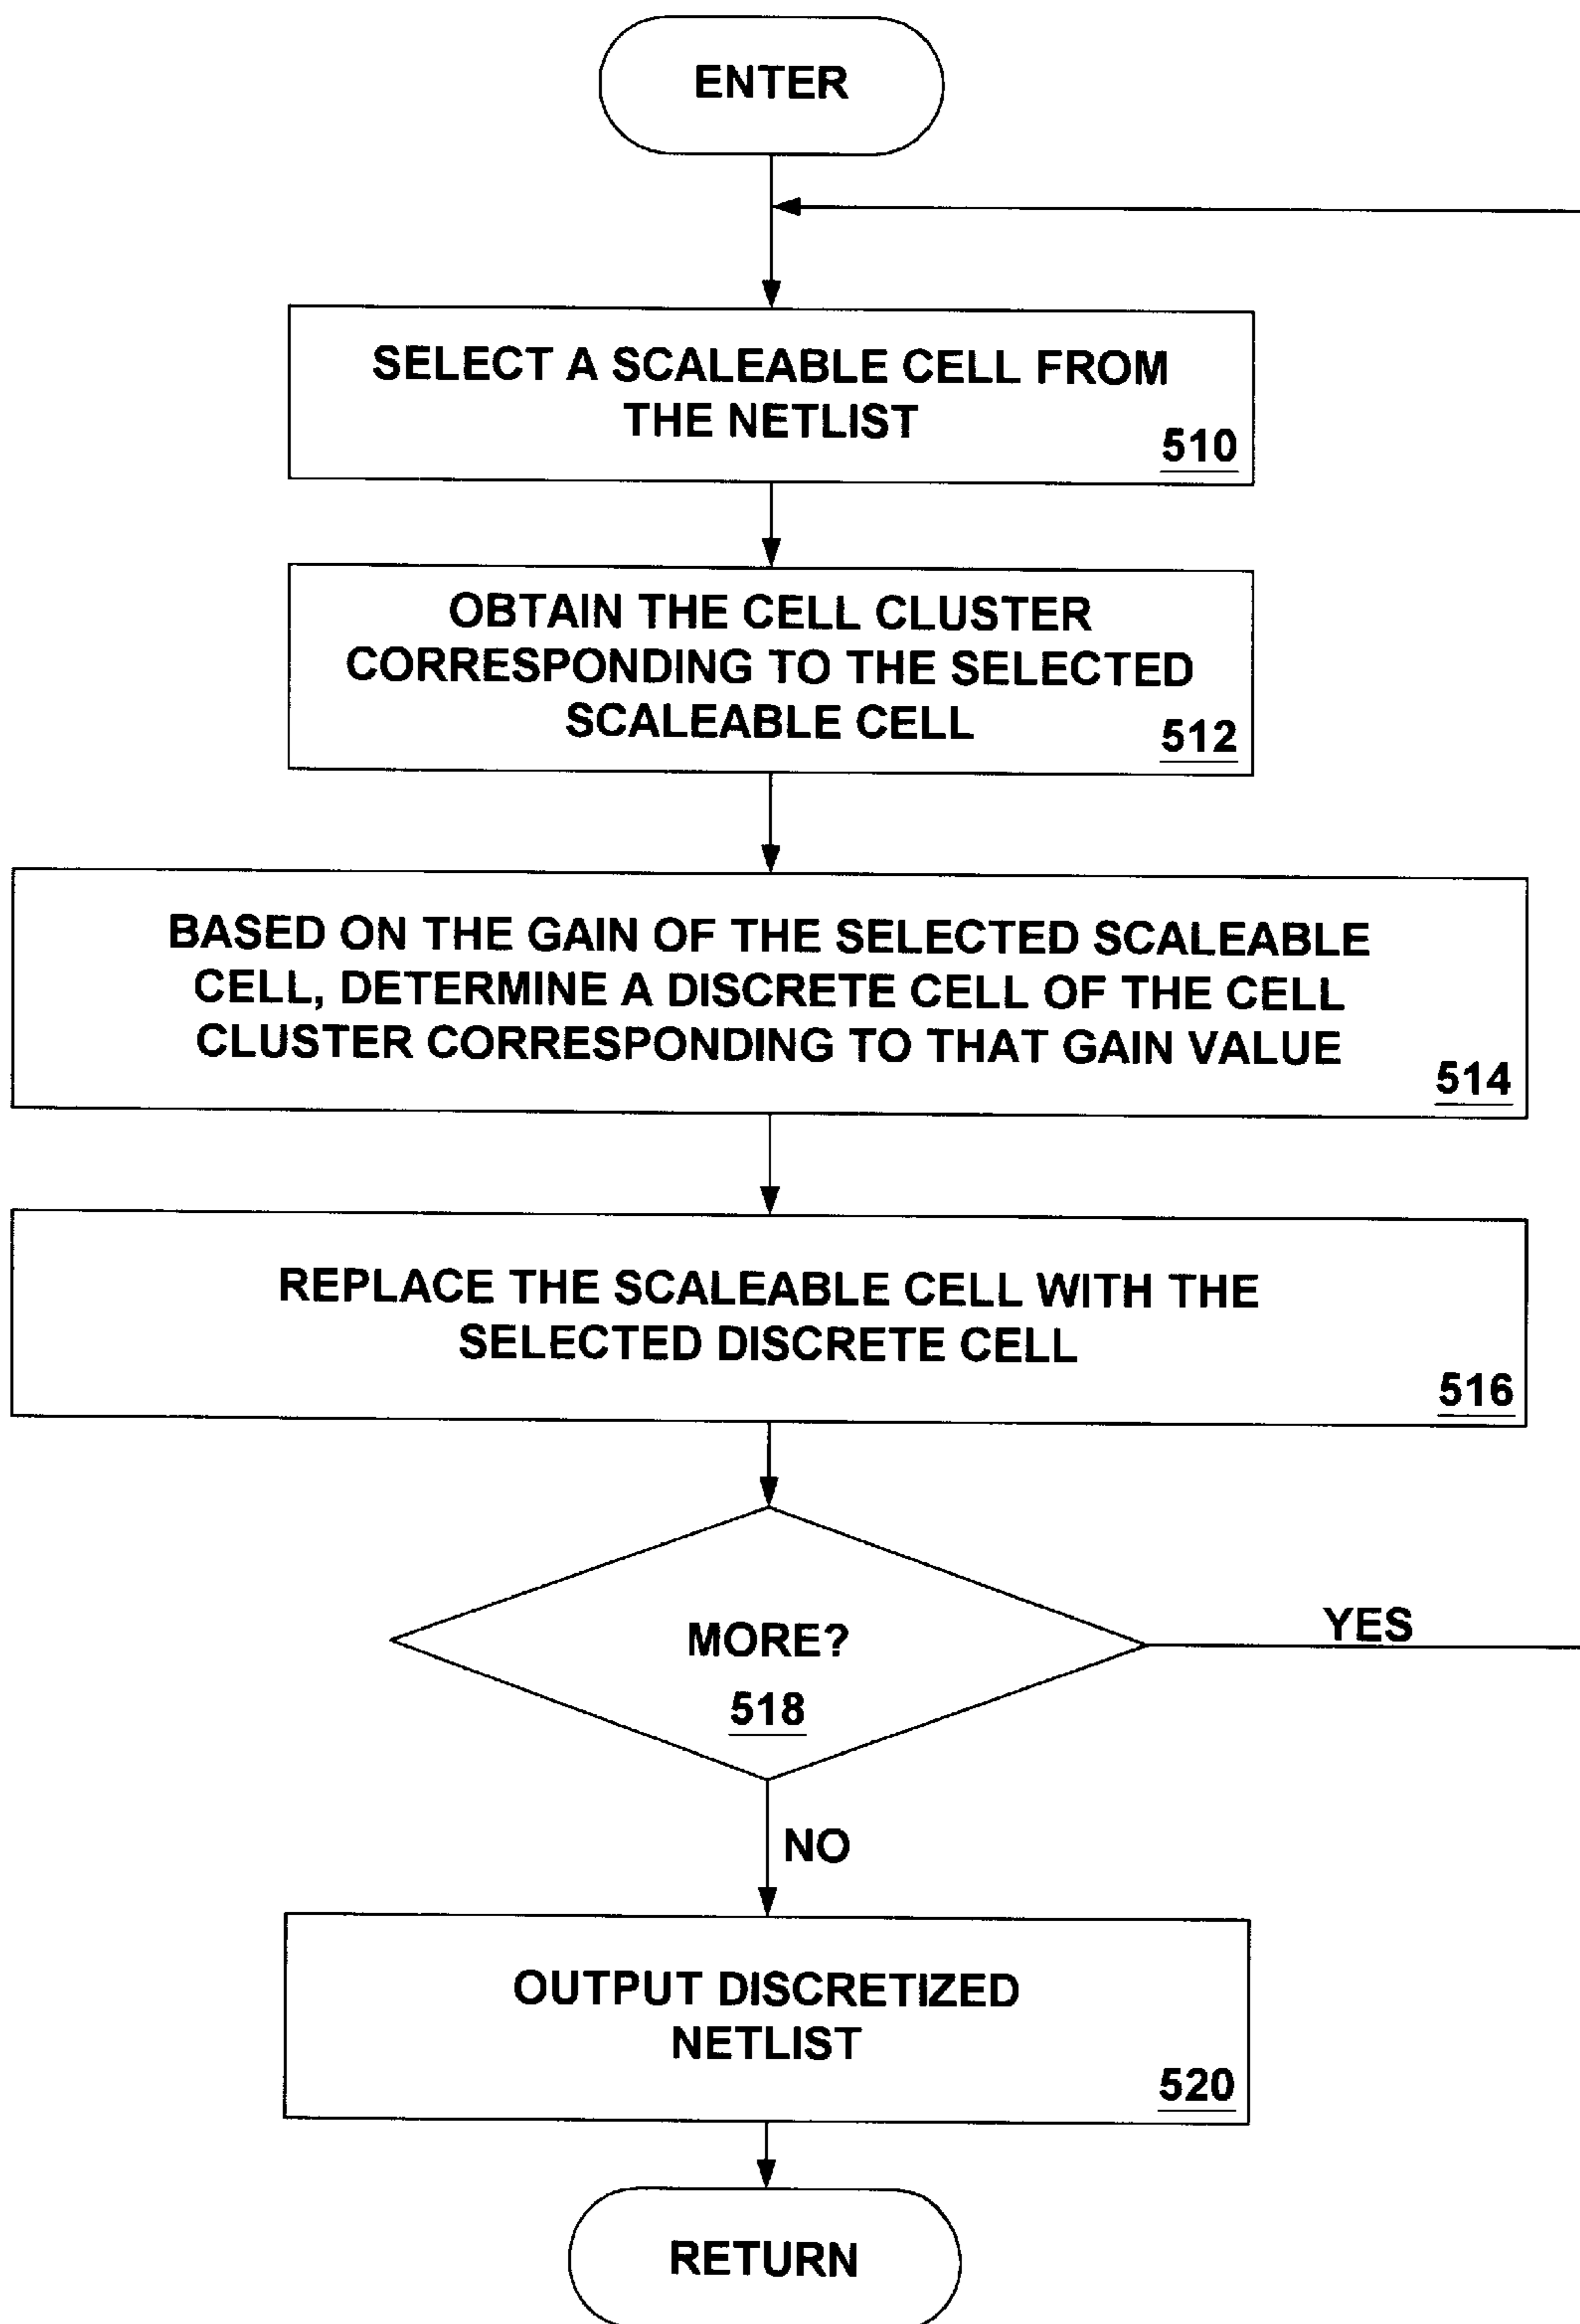 ENTER
SELECT A SCALEABLE CELL FROM
THE NETLIST
510
OBTAIN THE CELL CLUSTER
CORRESPONDING TO THE SELECTED
SCALEABLE CELL
512
BASED ON THE GAIN OF THE SELECTED SCALEABLE
CELL, DETERMINE A DISCRETE CELL OF THE CELL
CLUSTER CORRESPONDING TO THAT GAIN VALUE
514
REPLACE THE SCALEABLE CELL WITH THE
SELECTED DISCRETE CELL
516
MORE?
518
YES
NO
OUTPUT DISCRETIZED
NETLIST
520
RETURN